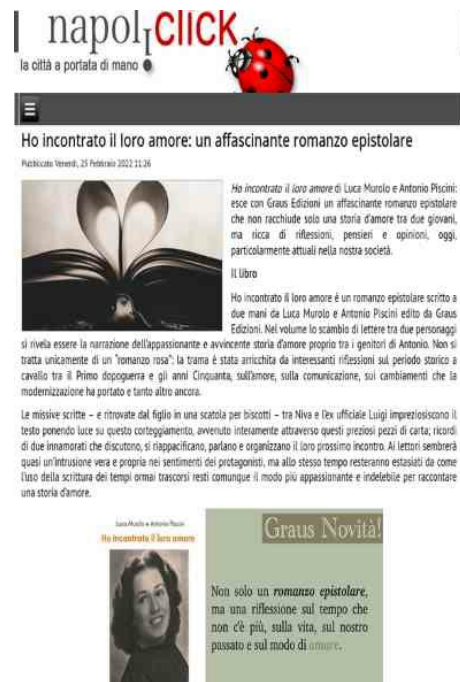 napoliCLICK
la città a portata di mano
Ho incontrato il loro amore: un affascinante romanzo epistolare
Pubblicato Venerdì, 25 Febbraio 2022 11:26
Ho incontrato il loro amore di Luca Murolo e Antonio Piscini:
esce con Graus Edizioni un affascinante romanzo epistolare
che non racchiude solo una storia d'amore tra due giovani,
ma ricca di riflessioni, pensieri e opinioni, oggi,
particolarmente attuali nella nostra società.
Il libro
Ho incontrato il loro amore è un romanzo epistolare scritto a
due mani da Luca Murolo e Antonio Piscini edito da Graus
Edizioni. Nel volume lo scambio di lettere tra due personaggi
si rivela essere la narrazione dell'appassionante e avvincente storia d'amore proprio tra i genitori di Antonio. Non si
tratta unicamente di un "romanzo rosa": la trama è stata arricchita da interessanti riflessioni sul periodo storico a
cavallo tra il Primo dopoguerra e gli anni Cinquanta, sull'amore, sulla comunicazione, sui cambiamenti che la
modernizzazione ha portato e tanto altro ancora.
Le missive scritte – e ritrovate dal figlio in una scatola per biscotti – tra Niva e l'ex ufficiale Luigi impreziosiscono il
testo ponendo luce su questo corteggiamento, avvenuto interamente attraverso questi preziosi pezzi di carta; ricordi
di due innamorati che discutono, si riappacificano, parlano e organizzano il loro prossimo incontro. Ai lettori sembrerà
quasi un'intrusione vera e propria nei sentimenti dei protagonisti, ma allo stesso tempo resteranno estasiati da come
l'uso della scrittura dei tempi ormai trascorsi resti comunque il modo più appassionante e indelebile per raccontare
una storia d'amore.
Luca Murolo e Antonio Piscini
Ho incontrato il loro amore
Graus Novità!
Non solo un romanzo epistolare,
ma una riflessione sul tempo che
non c'è più, sulla vita, sul nostro
passato e sul modo di amare.